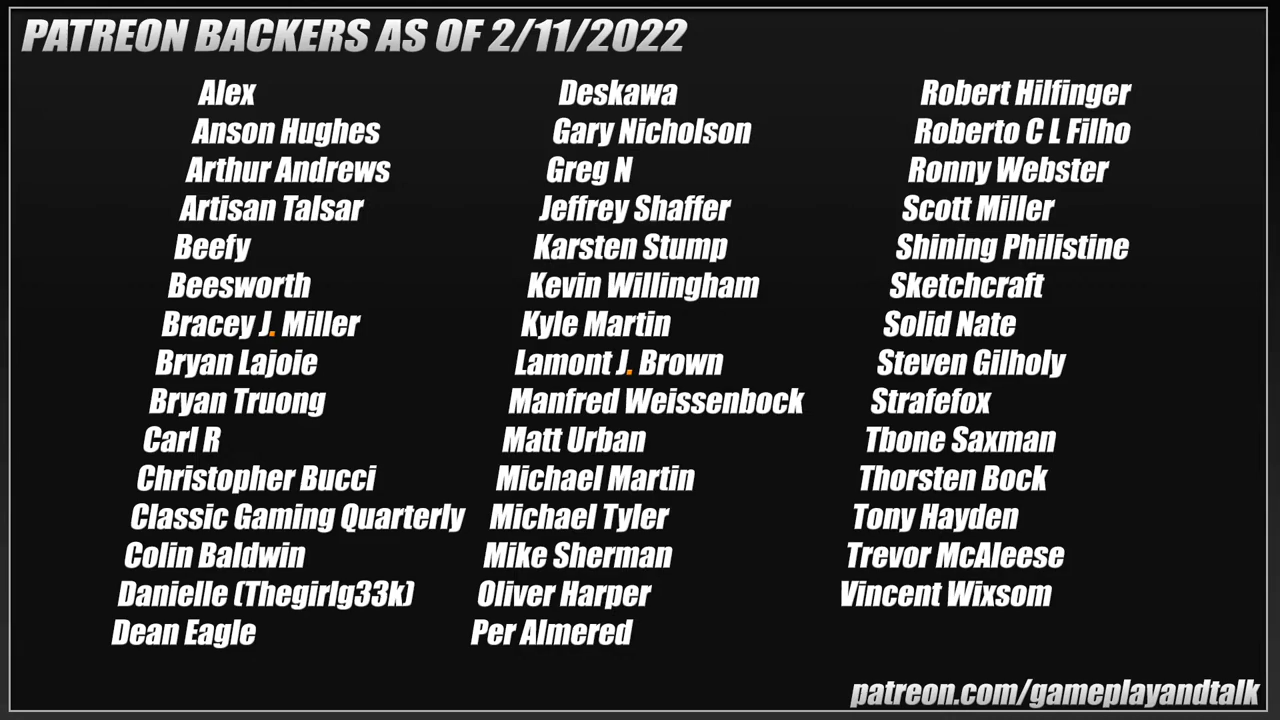 PATREON BACKERS AS OF 2/11/2022
Alex
Anson Hughes
Arthur Andrews
Artisan Talsar
Beefy
Beesworth
Bracey J. Miller
Bryan Lajoie
Bryan Truong
Carl R
Christopher Bucci
Classic Gaming Quarterly
Colin Baldwin
Danielle (Thegirlg33k)
Dean Eagle
Deskawa
Gary Nicholson
Greg N
Jeffrey Shaffer
Karsten Stump
Kevin Willingham
Kyle Martin
Lamont J. Brown
Manfred Weissenbock
Matt Urban
Michael Martin
Michael Tyler
Mike Sherman
Oliver Harper
Per Almered
Robert Hilfinger
Roberto C L Filho
Ronny Webster
Scott Miller
Shining Philistine
Sketchcraft
Solid Nate
Steven Gilholy
Strafefox
Tbone Saxman
Thorsten Bock
Tony Hayden
Trevor McAleese
Vincent Wixsom
patreon.com/gameplayandtalk